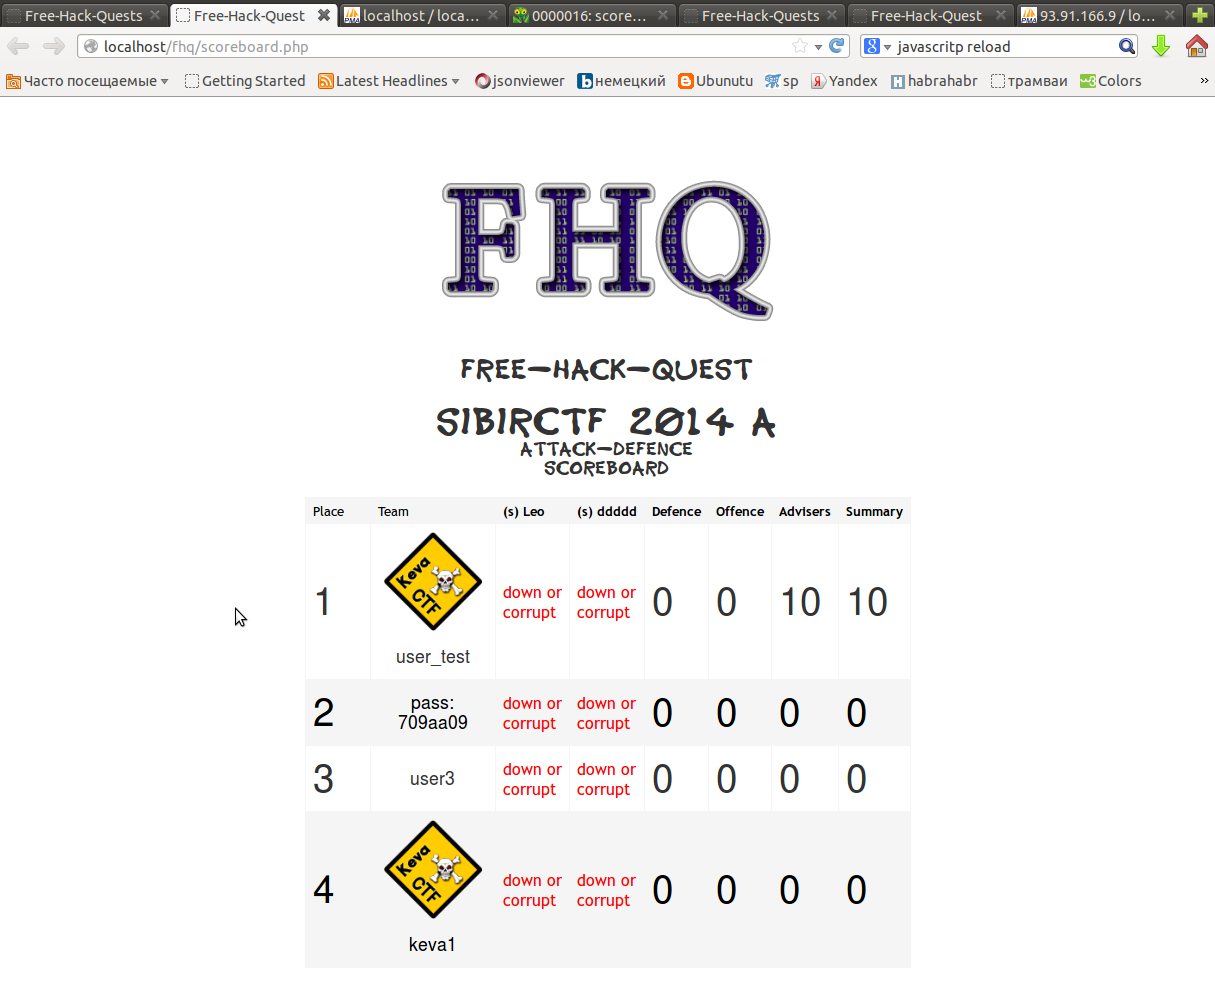 Free-Hack-Quests
Free-Hack-Quest
localhost / loca...
0000016: score...
Free-Hack-Quests
Free-Hack-Quest
93.91.166.9 / lo...
localhost/fhq/scoreboard.php
javascritp reload
Часто посещаемые
Getting Started
Latest Headlines
jsonviewer
немецкий
Ubunutu
sp
Yandex
habrahabr
трамваи
Colors
»
FHQ
FREE-HACK-QUEST
SIBIRCTF 2014 A
ATTACK-DEFENCE
SCOREBOARD
Place Team (s) Leo (s) ddddd Defence Offence Advisers Summary
Keva
CTF
1 down or down or 0 0 10 10
corrupt corrupt
user_test
2 pass: down or down or 0 0 0 0
709aa09 corrupt corrupt
3 user3 down or down or 0 0 0 0
corrupt corrupt
Keva
CTF
4 down or down or 0 0 0 0
corrupt corrupt
keva1